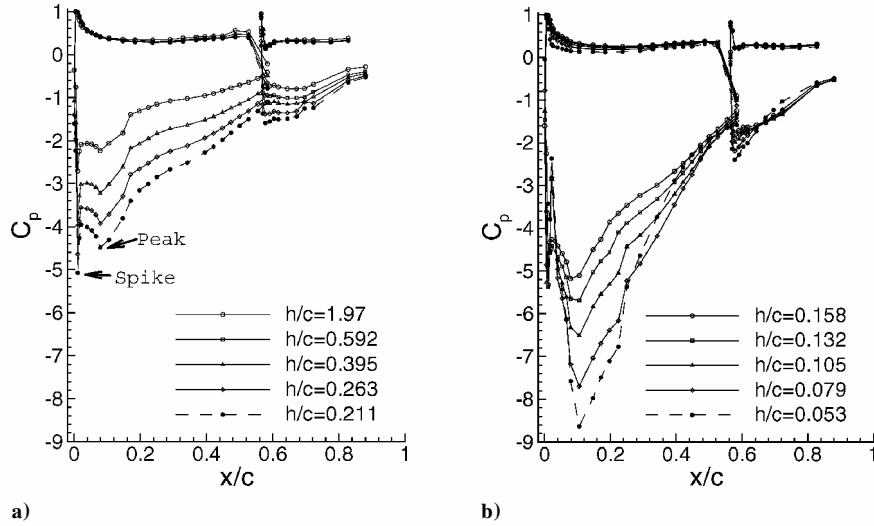 1
0
-1
-2
-3
-4
-5
-6
-7
-8
-9
Cp
0 0.2 0.4 0.6 0.8 1
x/c
Peak
Spike
h/c=1.97
h/c=0.592
h/c=0.395
h/c=0.263
h/c=0.211
a)
1
0
-1
-2
-3
-4
-5
-6
-7
-8
-9
Cp
0 0.2 0.4 0.6 0.8 1
x/c
h/c=0.158
h/c=0.132
h/c=0.105
h/c=0.079
h/c=0.053
b)